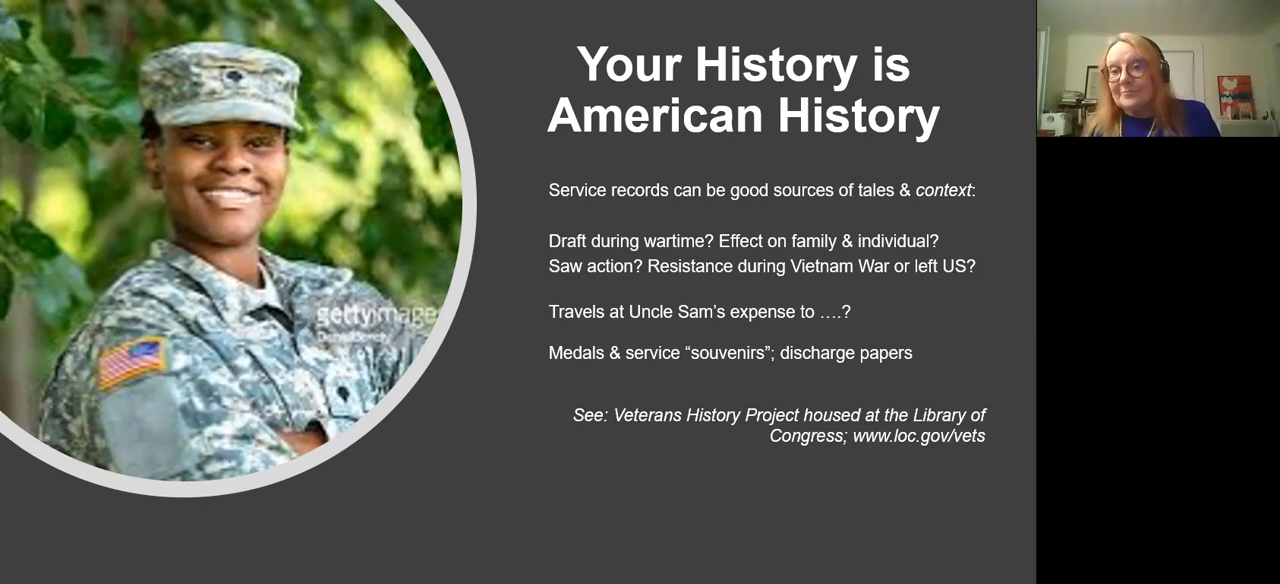 Your History is
American History
Service records can be good sources of tales & context:
Draft during wartime? Effect on family & individual?
Saw action? Resistance during Vietnam War or left US?
Travels at Uncle Sam’s expense to ….?
Medals & service “souvenirs”; discharge papers
See: Veterans History Project housed at the Library of
Congress; www.loc.gov/vets
gettyimage